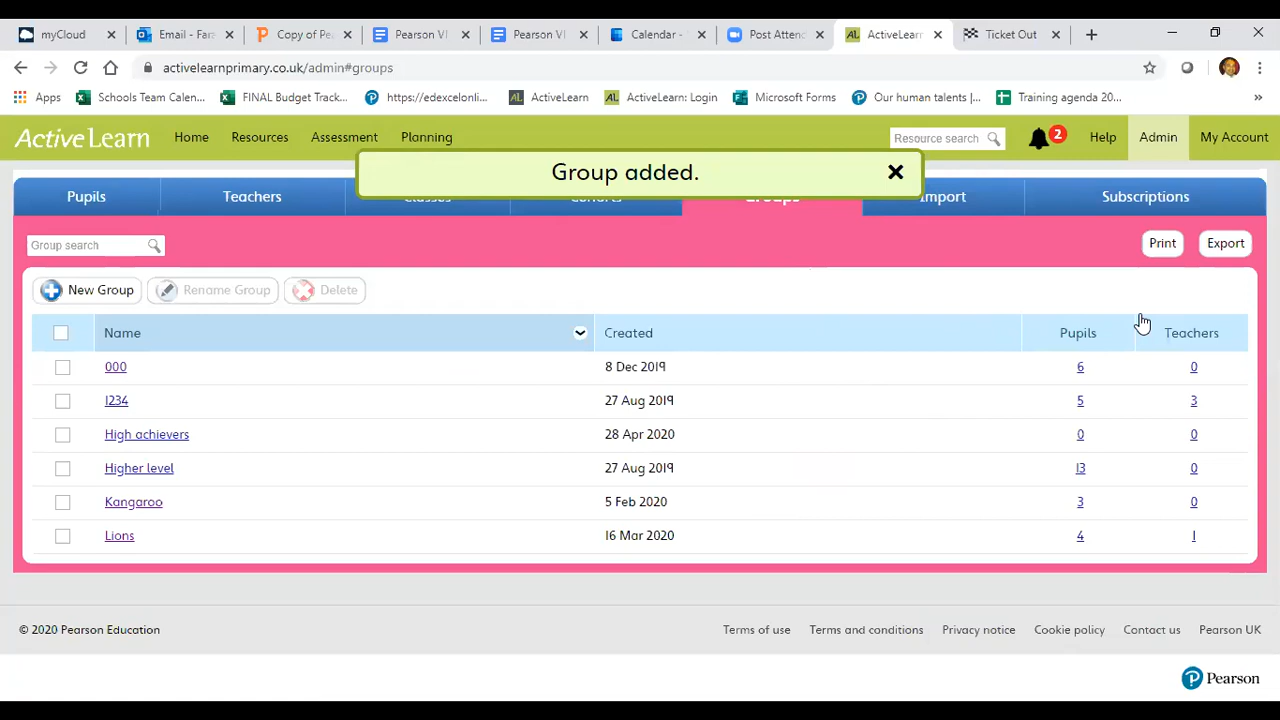 myCloud Email - Far Copy of Pe Pearson VI Pearson VI Calendar - Post Attend ActiveLearn Ticket Out
activelearnprimary.co.uk/admin#groups
Apps Schools Team Calen... FINAL Budget Track... https://edexcelonlin... ActiveLearn ActiveLearn: Login Microsoft Forms Our human talents |... Training agenda 20... »
ActiveLearn Home Resources Assessment Planning Resource search 2 Help Admin My Account
Group added.
Pupils Teachers Classes Cohorts Groups Import Subscriptions
Group search Print Export
New Group Rename Group Delete
Name Created Pupils Teachers
000 8 Dec 2019 6 0
1234 27 Aug 2019 5 3
High achievers 28 Apr 2020 0 0
Higher level 27 Aug 2019 13 0
Kangaroo 5 Feb 2020 3 0
Lions 16 Mar 2020 4 1
© 2020 Pearson Education Terms of use Terms and conditions Privacy notice Cookie policy Contact us Pearson UK
Pearson